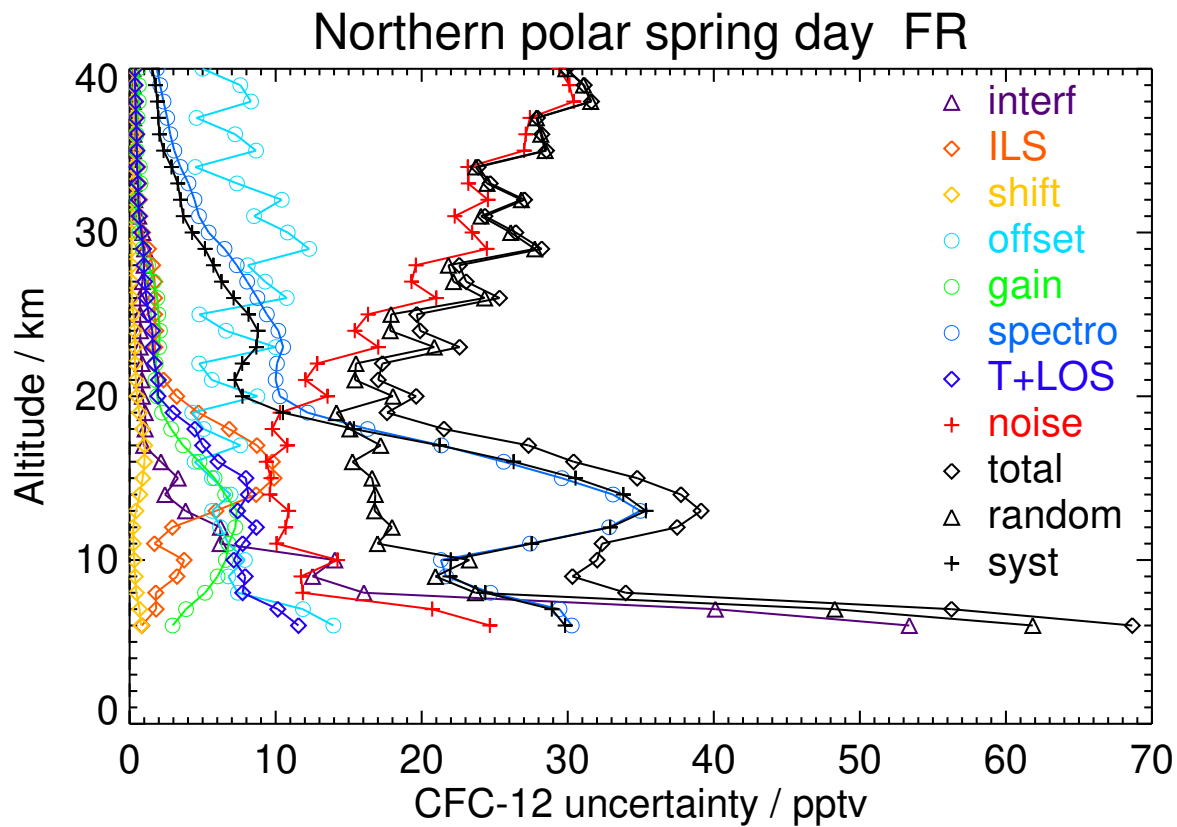 Northern polar spring day FR
40
30
20
10
0
Altitude / km
interf
ILS
shift
offset
gain
spectro
T+LOS
noise
total
random
syst
0 10 20 30 40 50 60 70
CFC-12 uncertainty / pptv